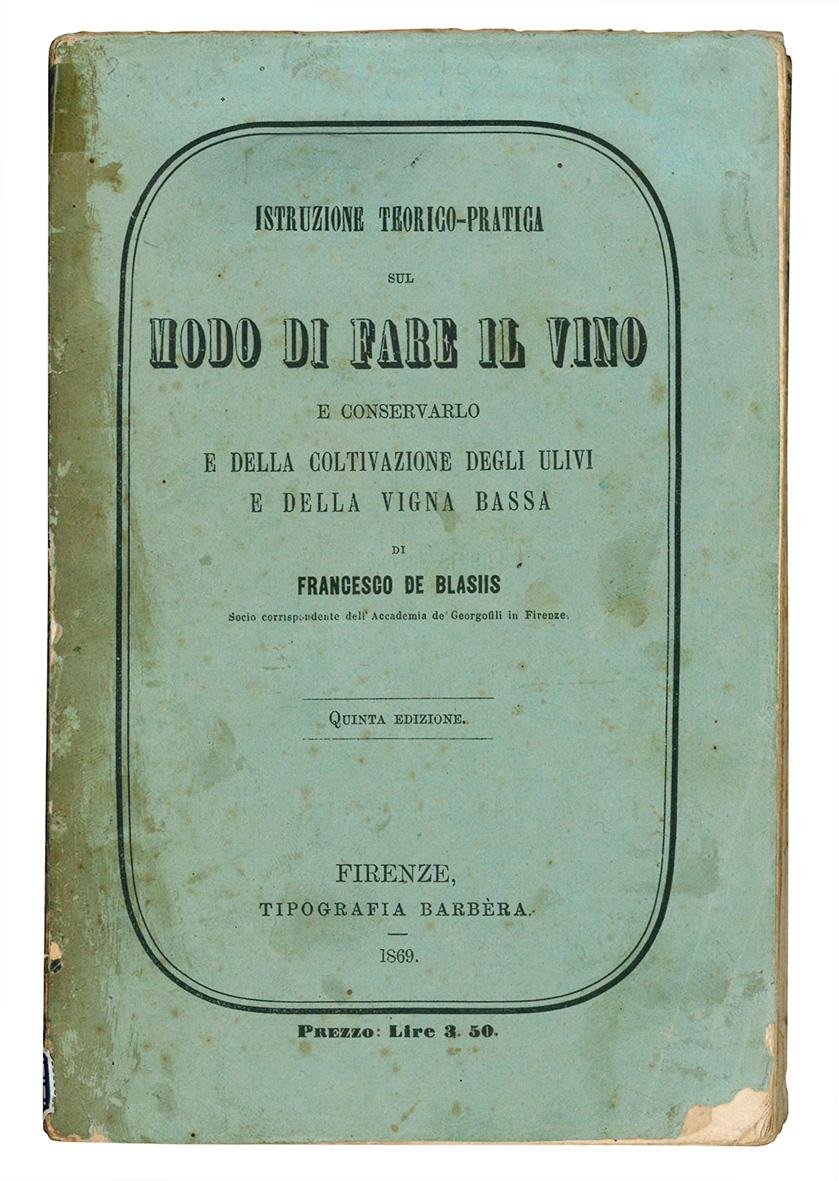 ISTRUZIONE TEORICO-PRATICA
SUL
MODO DI FARE IL VINO
E CONSERVARLO
E DELLA COLTIVAZIONE DEGLI ULIVI
E DELLA VIGNA BASSA
DI
FRANCESCO DE BLASIIS
Socio corrispondente dell' Accademia de' Georgofili in Firenze.
QUINTA EDIZIONE.
FIRENZE,
TIPOGRAFIA BARBÈRA.
1869.
PREZZO: Lire 3. 50.